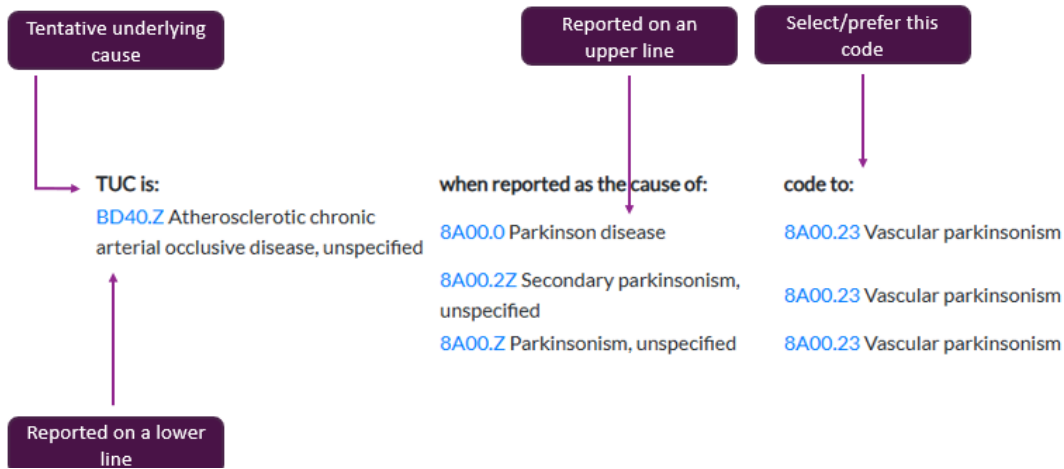 Tentative underlying
cause
Reported on an
upper line
Select/prefer this
code
TUC is:
when reported as the cause of:
code to:
BD40.Z Atherosclerotic chronic
arterial occlusive disease, unspecified
8A00.0 Parkinson disease
8A00.23 Vascular parkinsonism
8A00.2Z Secondary parkinsonism,
unspecified
8A00.23 Vascular parkinsonism
8A00.Z Parkinsonism, unspecified
8A00.23 Vascular parkinsonism
Reported on a lower
line